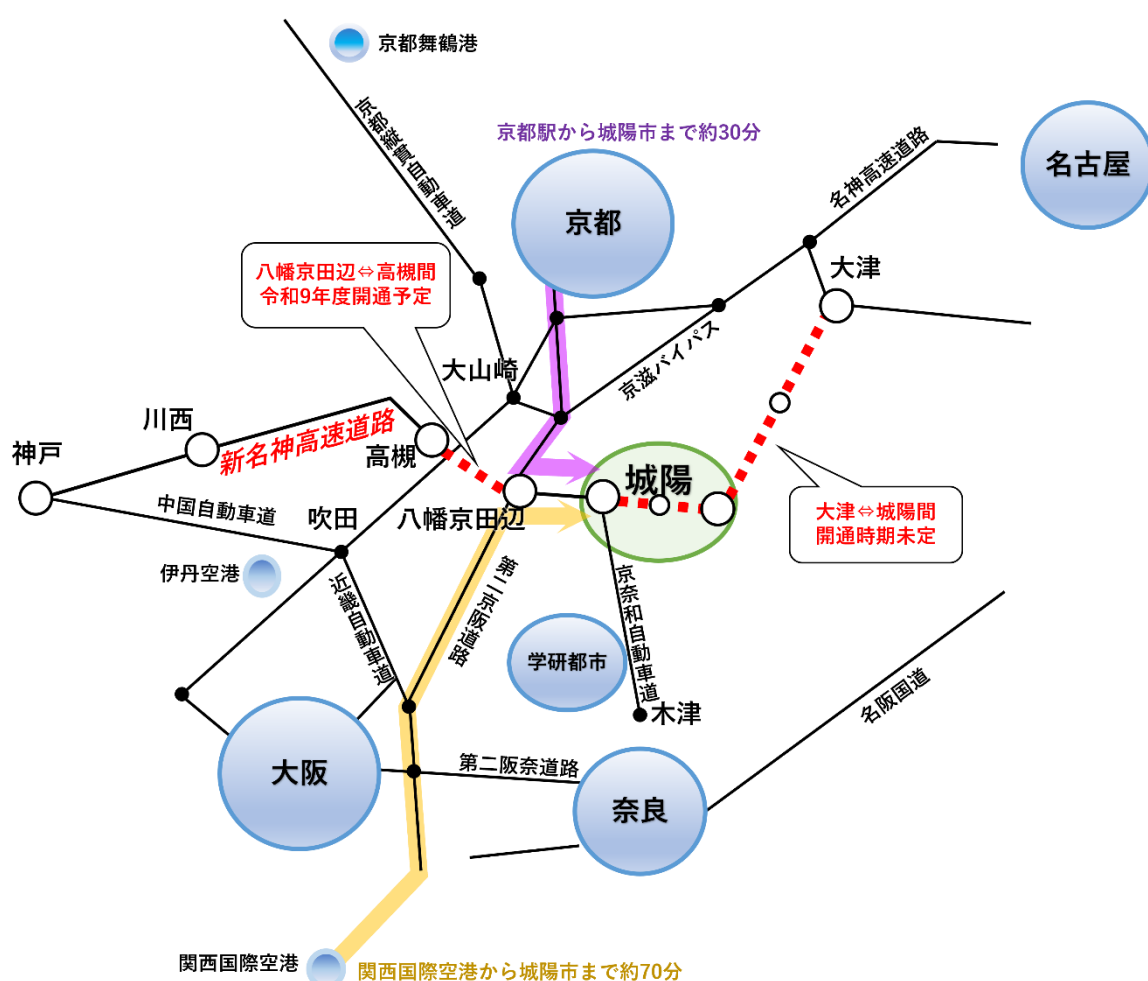 京都舞鶴港
京都縦貫自動車道
京都駅から城陽市まで約30分
名古屋
名神高速道路
京都
八幡京田辺⇔高槻間
令和9年度開通予定
大津
京滋バイパス
大山崎
川西
新名神高速道路
高槻
神戸
城陽
中国自動車道
吹田
八幡京田辺
大津⇔城陽間
開通時期未定
伊丹空港
近畿自動車道
第二京阪道路
京奈和自動車道
学研都市
木津
名阪国道
大阪
第二阪奈道路
奈良
関西国際空港
関西国際空港から城陽市まで約70分